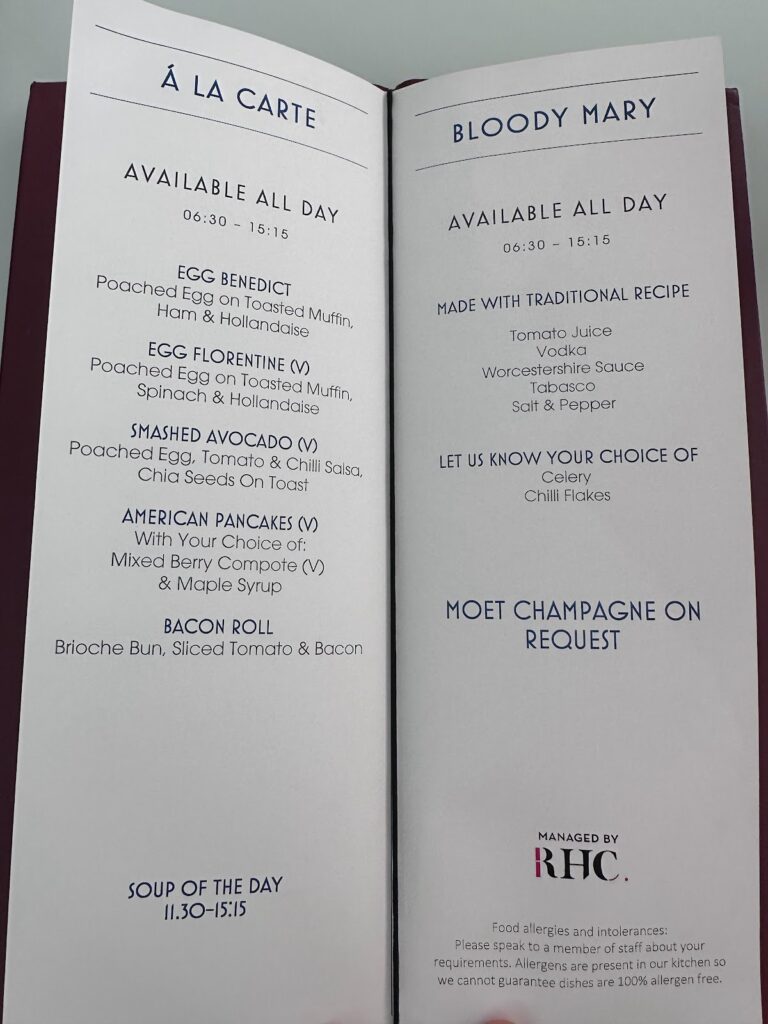 Á LA CARTE
AVAILABLE ALL DAY
06:30 – 15:15
EGG BENEDICT
Poached Egg on Toasted Muffin,
Ham & Hollandaise
EGG FLORENTINE (V)
Poached Egg on Toasted Muffin,
Spinach & Hollandaise
SMASHED AVOCADO (V)
Poached Egg, Tomato & Chilli Salsa,
Chia Seeds On Toast
AMERICAN PANCAKES (V)
With Your Choice of:
Mixed Berry Compote (V)
& Maple Syrup
BACON ROLL
Brioche Bun, Sliced Tomato & Bacon
SOUP OF THE DAY
11.30-15:15
BLOODY MARY
AVAILABLE ALL DAY
06:30 – 15:15
MADE WITH TRADITIONAL RECIPE
Tomato Juice
Vodka
Worcestershire Sauce
Tabasco
Salt & Pepper
LET US KNOW YOUR CHOICE OF
Celery
Chilli Flakes
MOET CHAMPAGNE ON
REQUEST
MANAGED BY
RHC.
Food allergies and intolerances:
Please speak to a member of staff about your
requirements. Allergens are present in our kitchen so
we cannot guarantee dishes are 100% allergen free.